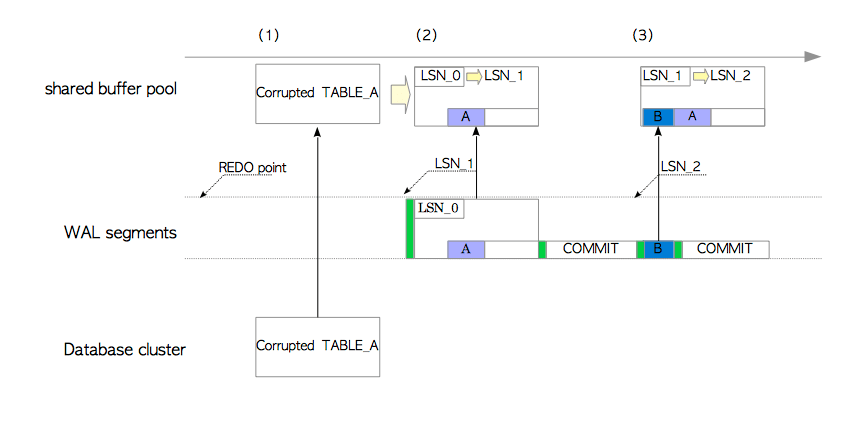 (1)
(2)
(3)
shared buffer pool
Corrupted TABLE_A
LSN_0
LSN_1
A
LSN_1
LSN_2
B
A
REDO point
LSN_1
LSN_2
WAL segments
LSN_0
A
COMMIT
B
COMMIT
Database cluster
Corrupted TABLE_A